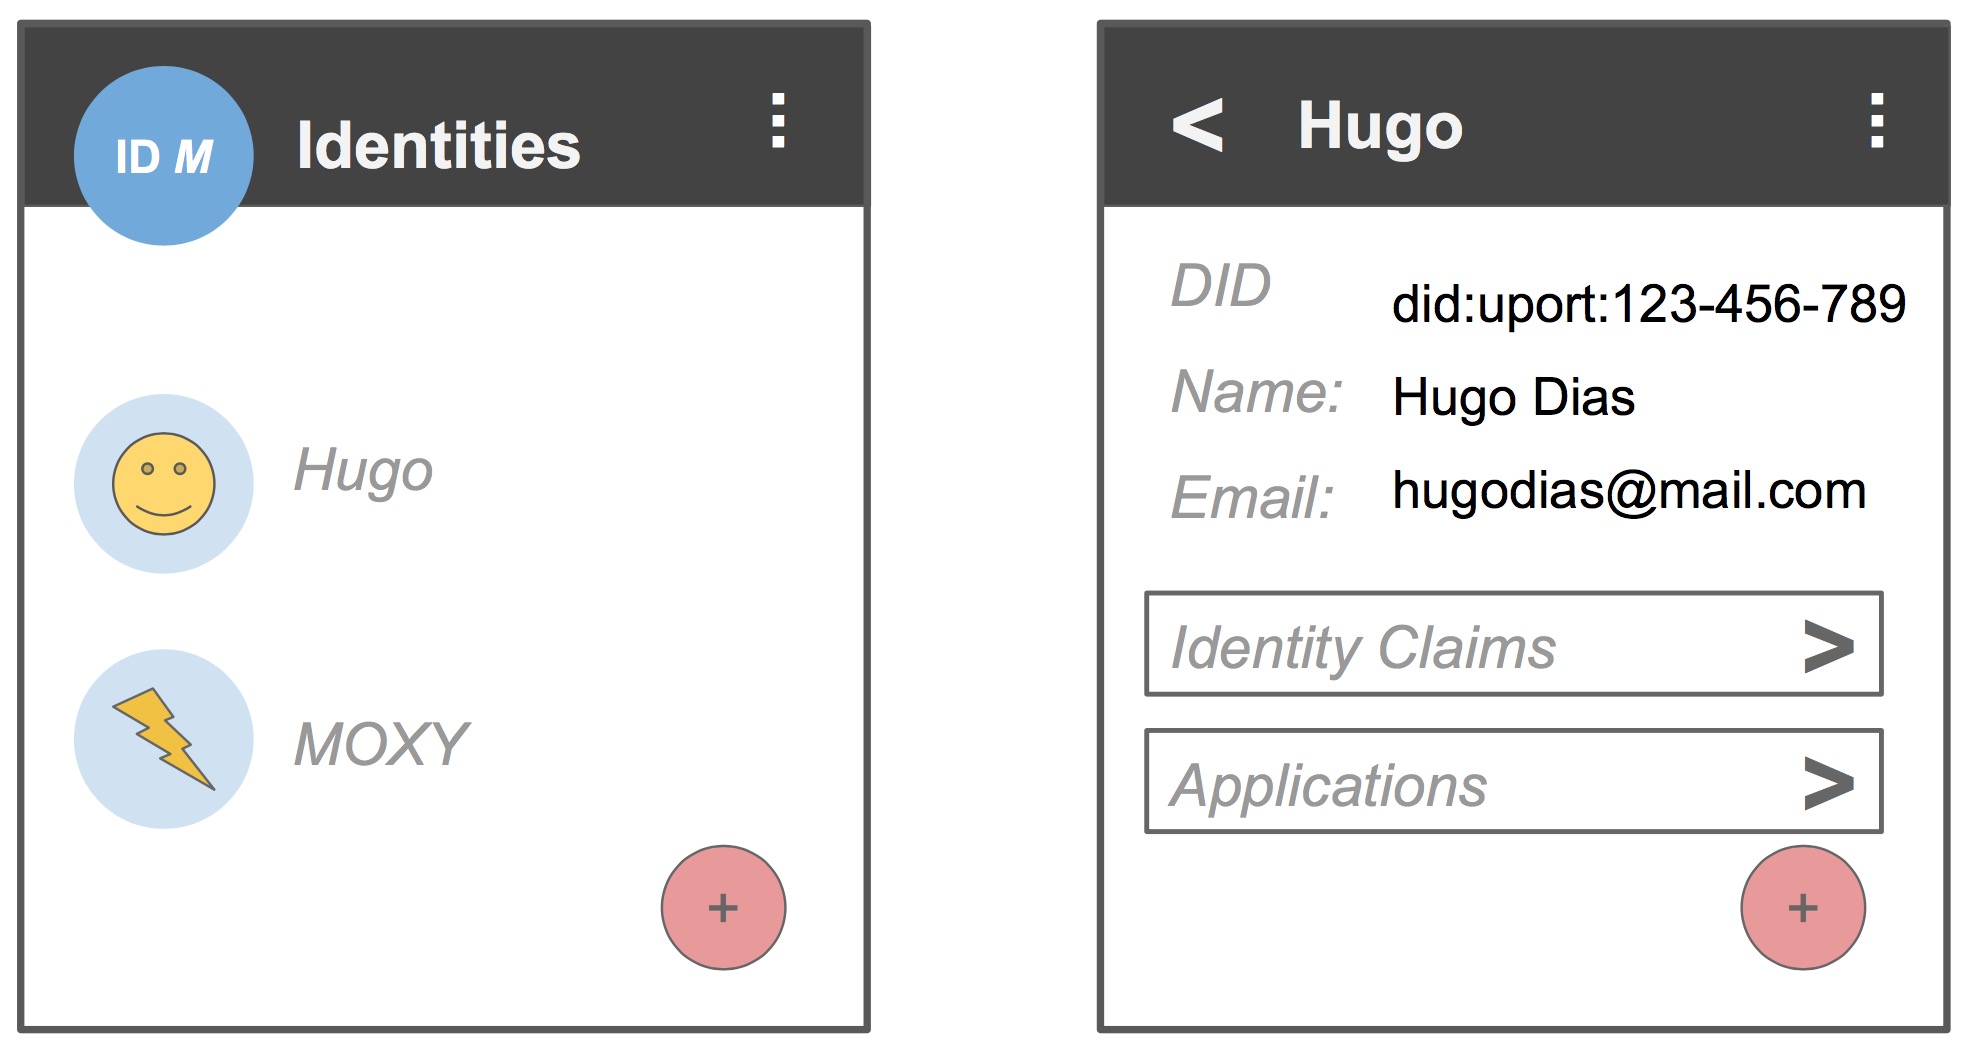 ID M
Identities
Hugo
MOXY
+
< Hugo
DID did:uport:123-456-789
Name: Hugo Dias
Email: hugodias@mail.com
Identity Claims >
Applications >
+